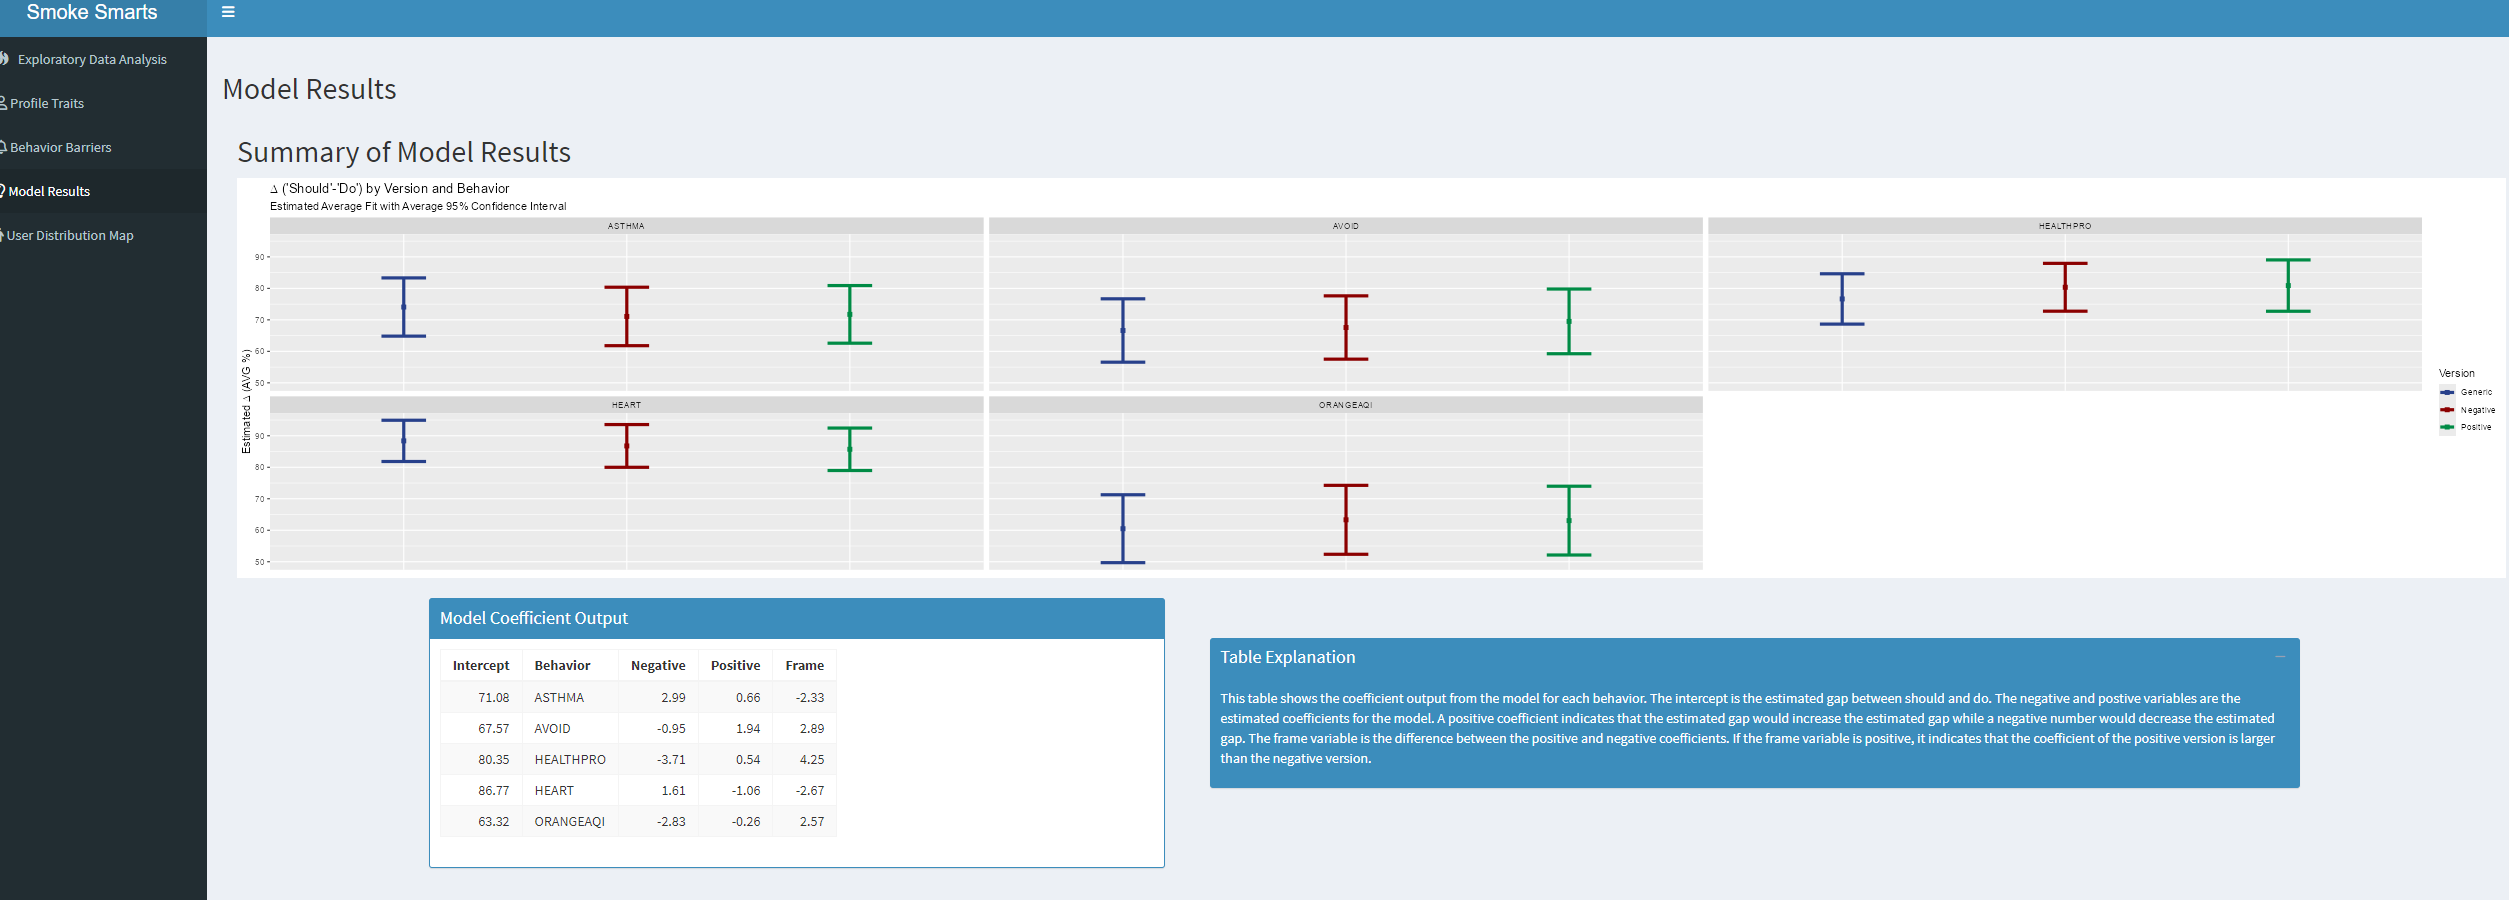 Smoke Smarts
Exploratory Data Analysis
Profile Traits
Behavior Barriers
Model Results
User Distribution Map
Model Results
Summary of Model Results
Δ ('Should'-'Do') by Version and Behavior
Estimated Average Fit with Average 95% Confidence Interval
ASTHMA
AVOID
HEALTHPRO
90
80
70
60
50
HEART
ORANGEAQI
90
80
70
60
50
Estimated Δ (AVG %)
Version
Generic
Negative
Positive
Model Coefficient Output
Intercept Behavior Negative Positive Frame
71.08 ASTHMA 2.99 0.66 -2.33
67.57 AVOID -0.95 1.94 2.89
80.35 HEALTHPRO -3.71 0.54 4.25
86.77 HEART 1.61 -1.06 -2.67
63.32 ORANGEAQI -2.83 -0.26 2.57
Table Explanation
This table shows the coefficient output from the model for each behavior. The intercept is the estimated gap between should and do. The negative and postive variables are the
estimated coefficients for the model. A positive coefficient indicates that the estimated gap would increase the estimated gap while a negative number would decrease the estimated
gap. The frame variable is the difference between the positive and negative coefficients. If the frame variable is positive, it indicates that the coefficient of the positive version is larger
than the negative version.